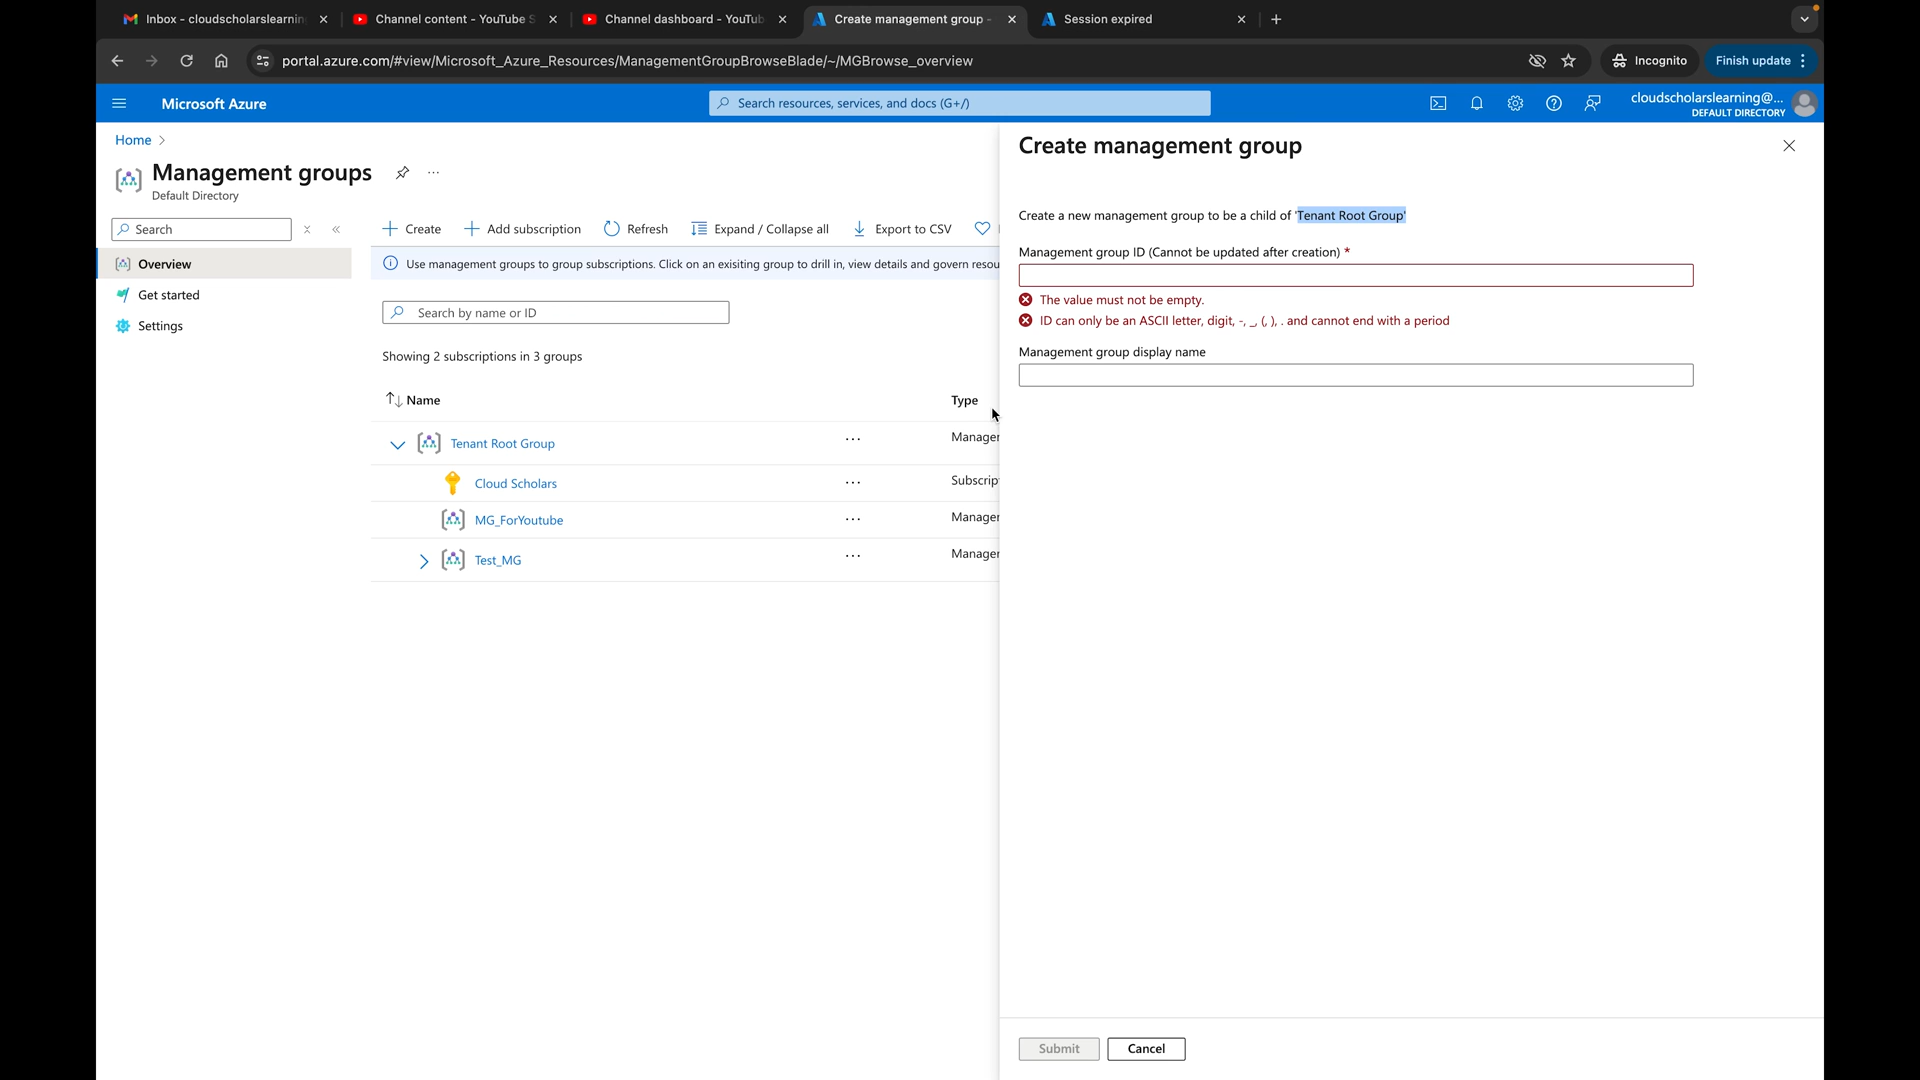 Inbox - cloudscholarslearnin
Channel content - YouTube S
Channel dashboard - YouTub
Create management group -
Session expired
portal.azure.com/#view/Microsoft_Azure_Resources/ManagementGroupBrowseBlade/~/MGBrowse_overview
Incognito
Finish update
Microsoft Azure
Search resources, services, and docs (G+/)
cloudscholarslearning@...
DEFAULT DIRECTORY
Home
Management groups
Default Directory
Search
Overview
Get started
Settings
Create
Add subscription
Refresh
Expand / Collapse all
Export to CSV
Use management groups to group subscriptions. Click on an exisiting group to drill in, view details and govern resou
Search by name or ID
Showing 2 subscriptions in 3 groups
Name
Type
Tenant Root Group
Manager
Cloud Scholars
Subscrip
MG_ForYoutube
Manager
Test_MG
Manager
Create management group
Create a new management group to be a child of 'Tenant Root Group'
Management group ID (Cannot be updated after creation) *
The value must not be empty.
ID can only be an ASCII letter, digit, -, _, (, ), . and cannot end with a period
Management group display name
Submit
Cancel